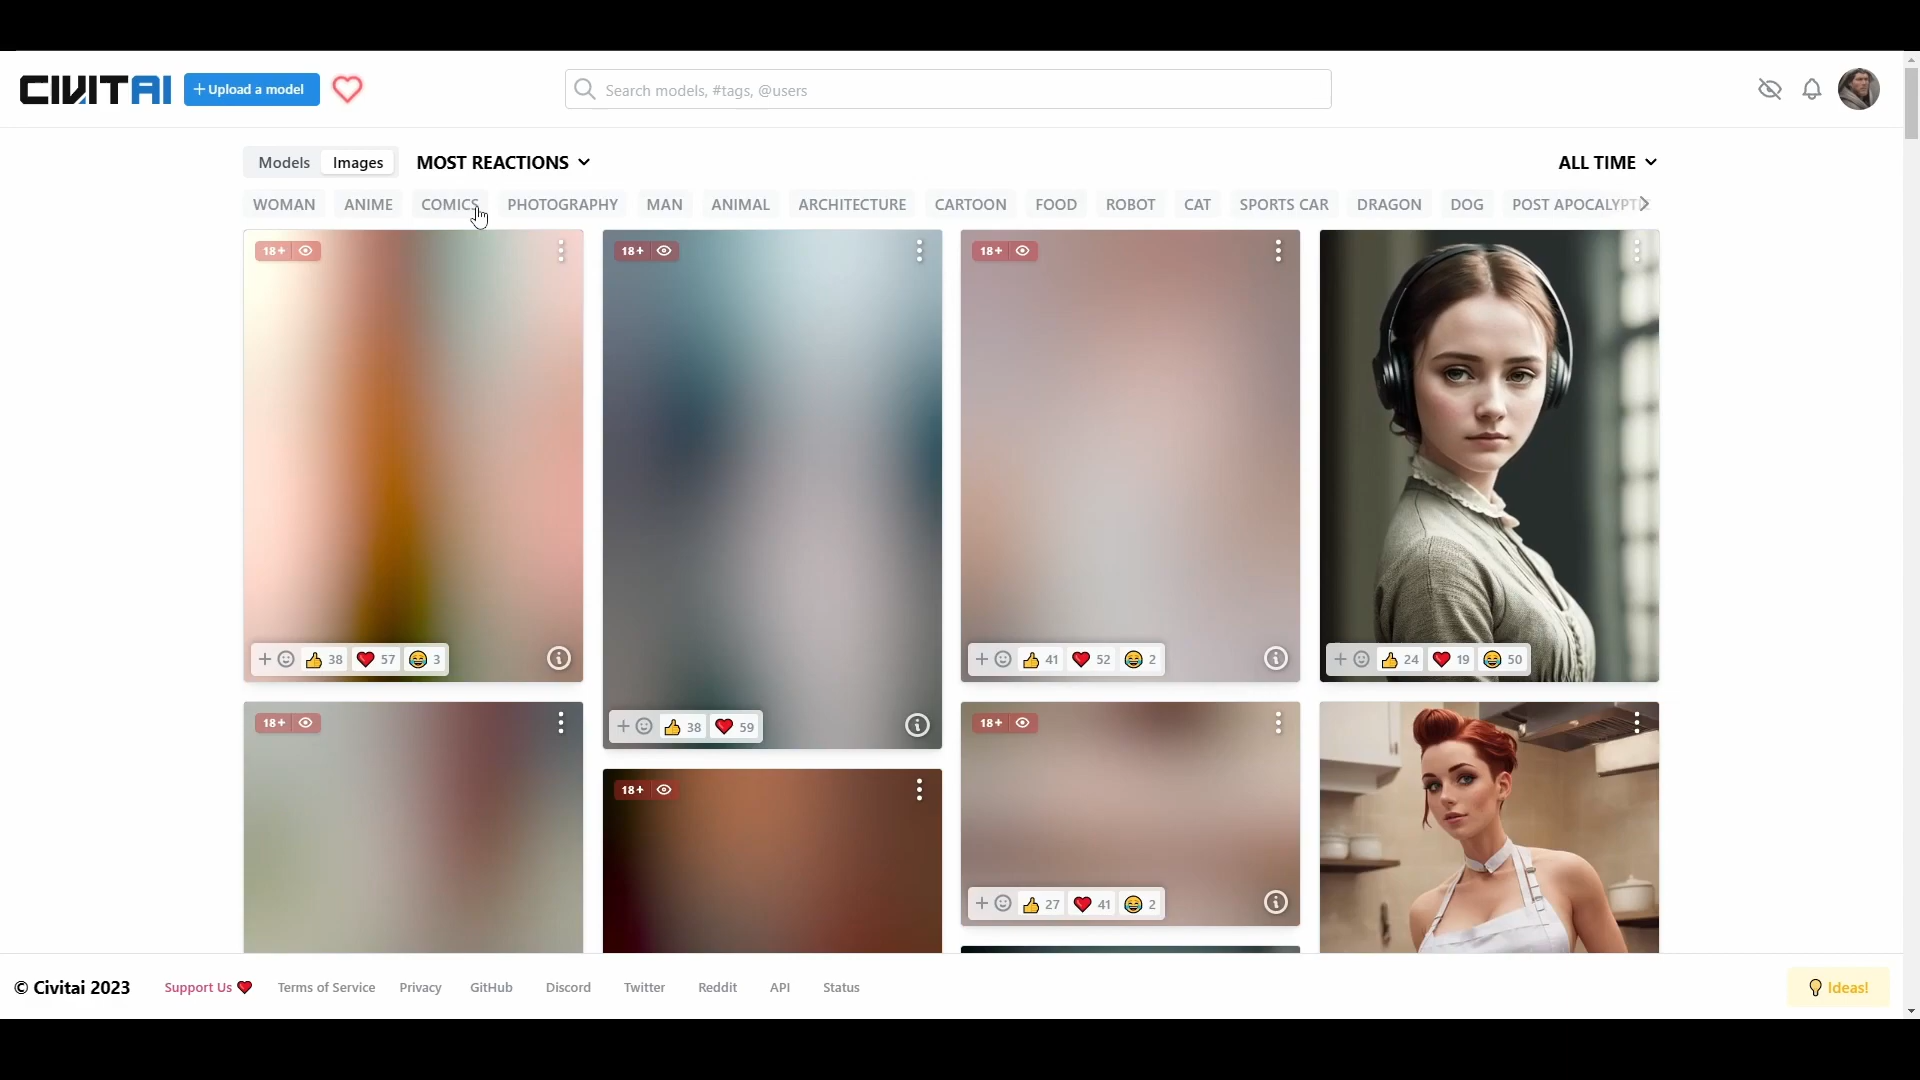 CIVITAI
+ Upload a model
Search models, #tags, @users
Models Images MOST REACTIONS
ALL TIME
WOMAN ANIME COMICS PHOTOGRAPHY MAN ANIMAL ARCHITECTURE CARTOON FOOD ROBOT CAT SPORTS CAR DRAGON DOG POST APOCALYPTI
18+ 18+ 18+
38 57 3
41 52 2
24 19 50
38 59
18+ 18+
18+
27 41 2
© Civitai 2023 Support Us Terms of Service Privacy GitHub Discord Twitter Reddit API Status Ideas!